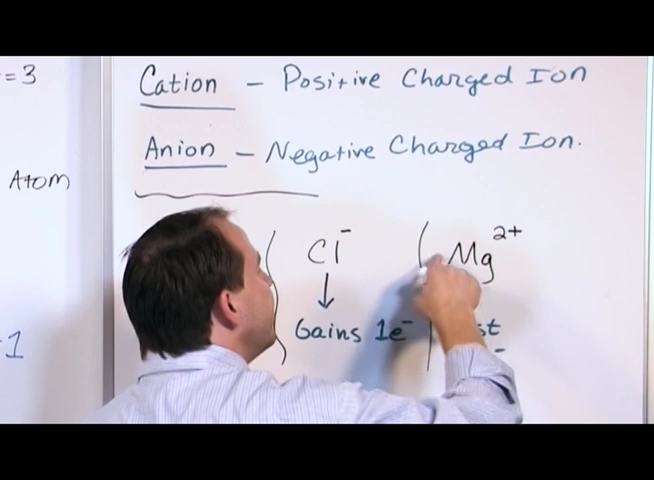 = 3
Cation - Positive Charged Ion
Anion - Negative Charged Ion.
Atom
Cl⁻
Mg²⁺
↓
Gains 1e⁻
1